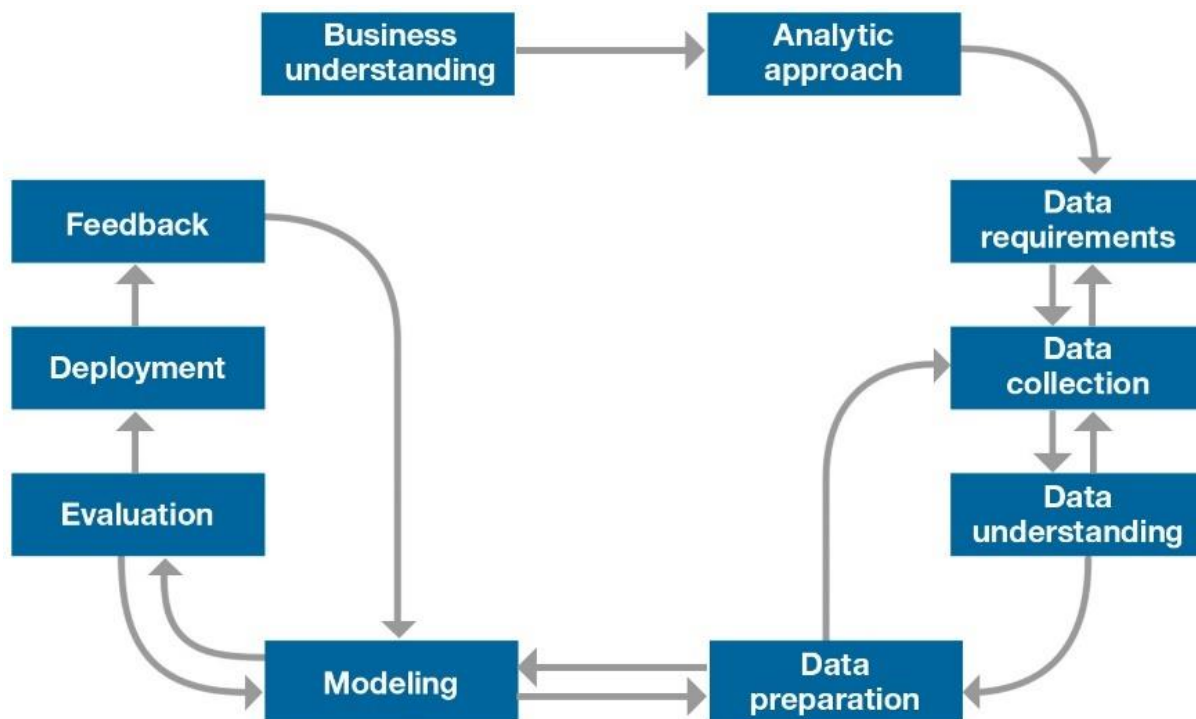 Business
understanding
Analytic
approach
Data
requirements
Data
collection
Data
understanding
Data
preparation
Modeling
Evaluation
Deployment
Feedback